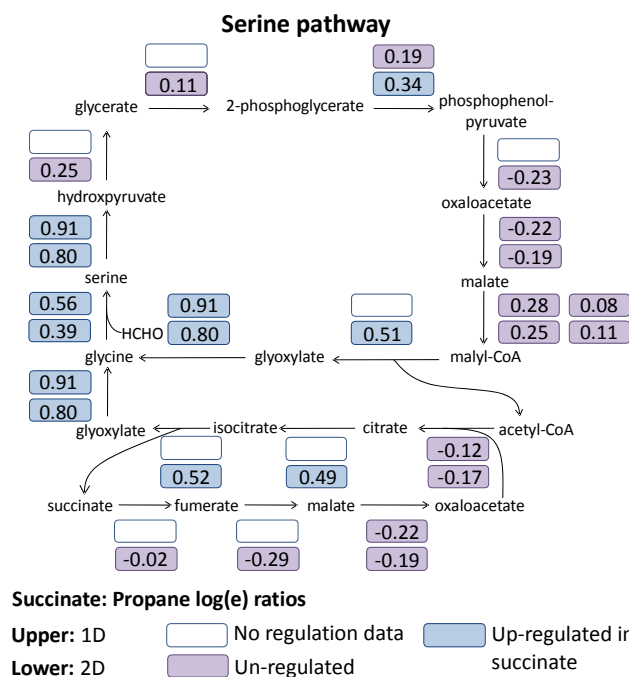 Serine pathway
0.19
0.11
0.34
glycerate
2-phosphoglycerate
phosphophenol-
pyruvate
0.25
-0.23
hydroxpyruvate
oxaloacetate
0.91
-0.22
0.80
-0.19
serine
malate
0.56
0.91
0.28
0.08
0.39
HCHO
0.80
0.51
0.25
0.11
glycine
glyoxylate
malyl-CoA
0.91
0.80
glyoxylate
isocitrate
citrate
acetyl-CoA
-0.12
0.52
0.49
-0.17
succinate
fumerate
malate
oxaloacetate
-0.22
-0.02
-0.29
-0.19
Succinate: Propane log(e) ratios
Upper: 1D
No regulation data
Up-regulated in
succinate
Lower: 2D
Un-regulated